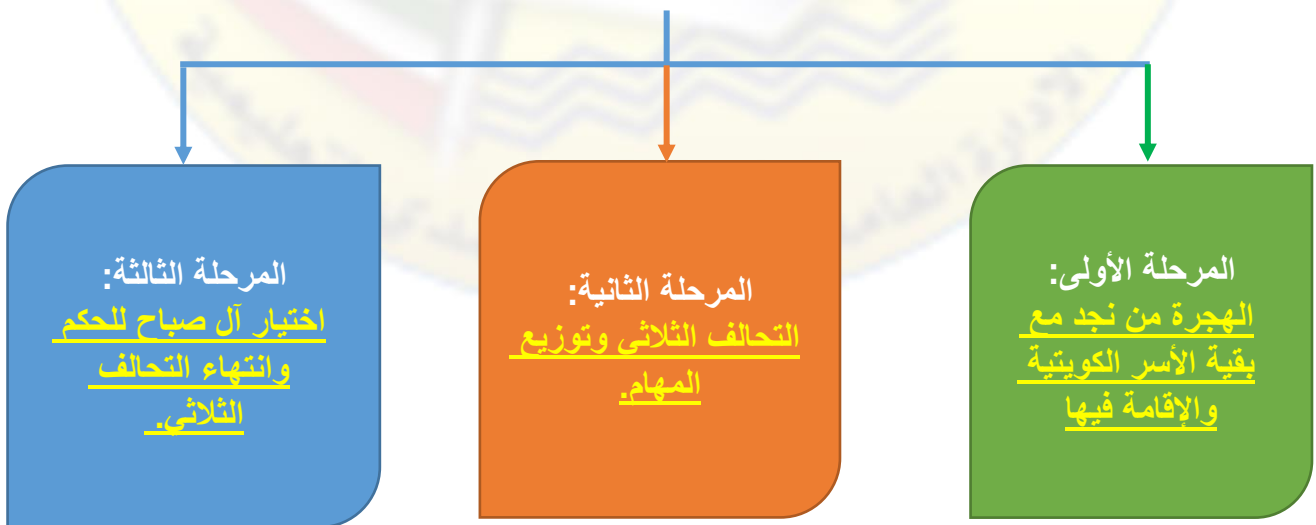 المرحلة الأولى:
الهجرة من نجد مع
بقية الأسر الكويتية
والإقامة فيها
المرحلة الثانية:
التحالف الثلاثي وتوزيع
المهام.
المرحلة الثالثة:
اختيار آل صباح للحكم
وانتهاء التحالف
الثلاثي.